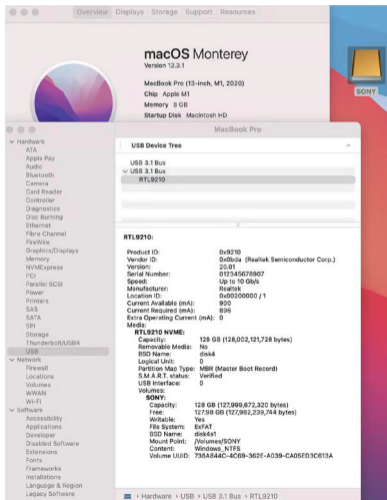 Overview Displays Storage Support Resources
macOS Monterey
Version 12.3.1
MacBook Pro (13-inch, M1, 2020)
Chip Apple M1
Memory 8 GB
Startup Disk Macintosh HD
SONY
MacBook Pro
Hardware
ATA
Apple Pay
Audio
Bluetooth
Camera
Card Reader
Controller
Diagnostics
Disc Burning
Ethernet
Fibre Channel
FireWire
Graphics/Displays
Memory
NVMExpress
PCI
Parallel SCSI
Power
Printers
SAS
SATA
SPI
Storage
Thunderbolt/USB4
USB
Network
Firewall
Locations
Volumes
WWAN
Wi-Fi
Software
Accessibility
Applications
Developer
Disabled Software
Extensions
Fonts
Frameworks
Installations
Language & Region
Legacy Software
USB Device Tree
USB 3.1 Bus
USB 3.1 Bus
RTL9210
RTL9210:
Product ID: 0x9210
Vendor ID: 0x0bda (Realtek Semiconductor Corp.)
Version: 20.01
Serial Number: 012345678907
Speed: Up to 10 Gb/s
Manufacturer: Realtek
Location ID: 0x00200000 / 1
Current Available (mA): 900
Current Required (mA): 896
Extra Operating Current (mA): 0
Media:
RTL9210 NVME:
Capacity: 128 GB (128,002,121,728 bytes)
Removable Media: No
BSD Name: disk4
Logical Unit: 0
Partition Map Type: MBR (Master Boot Record)
S.M.A.R.T. status: Verified
USB Interface: 0
Volumes:
SONY:
Capacity: 128 GB (127,999,672,320 bytes)
Free: 127.98 GB (127,982,239,744 bytes)
Writable: Yes
File System: ExFAT
BSD Name: disk4s1
Mount Point: /Volumes/SONY
Content: Windows_NTFS
Volume UUID: 738A844C-4C69-362E-A039-CA05ED3C613A
Hardware › USB › USB 3.1 Bus › RTL9210